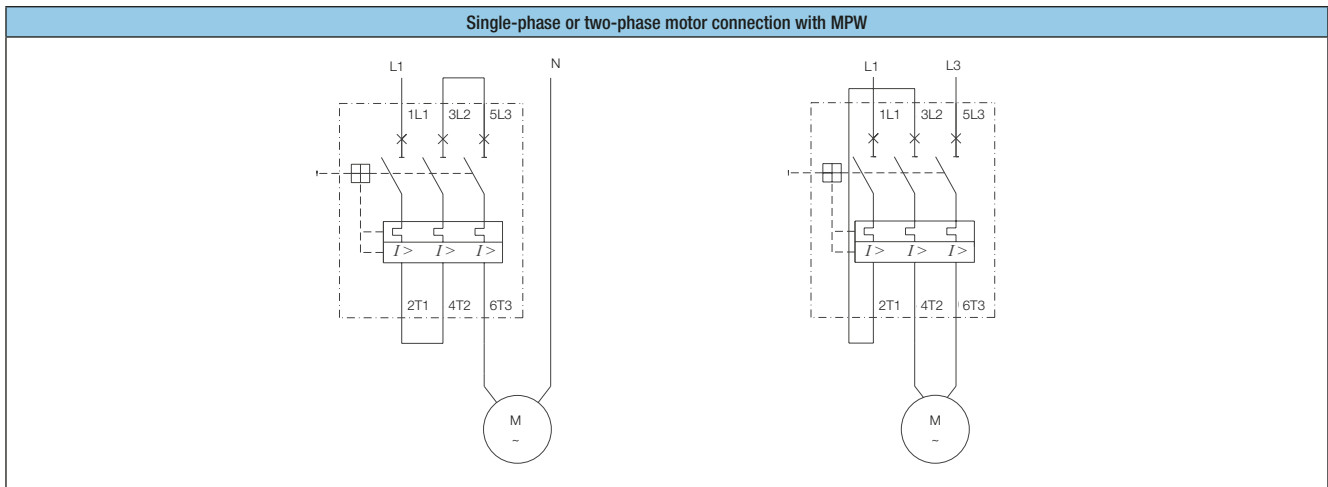 Single-phase or two-phase motor connection with MPW
L1 N
1L1 3L2 5L3
I > I > I >
2T1 4T2 6T3
M
~
L1 L3
1L1 3L2 5L3
I > I > I >
2T1 4T2 6T3
M
~